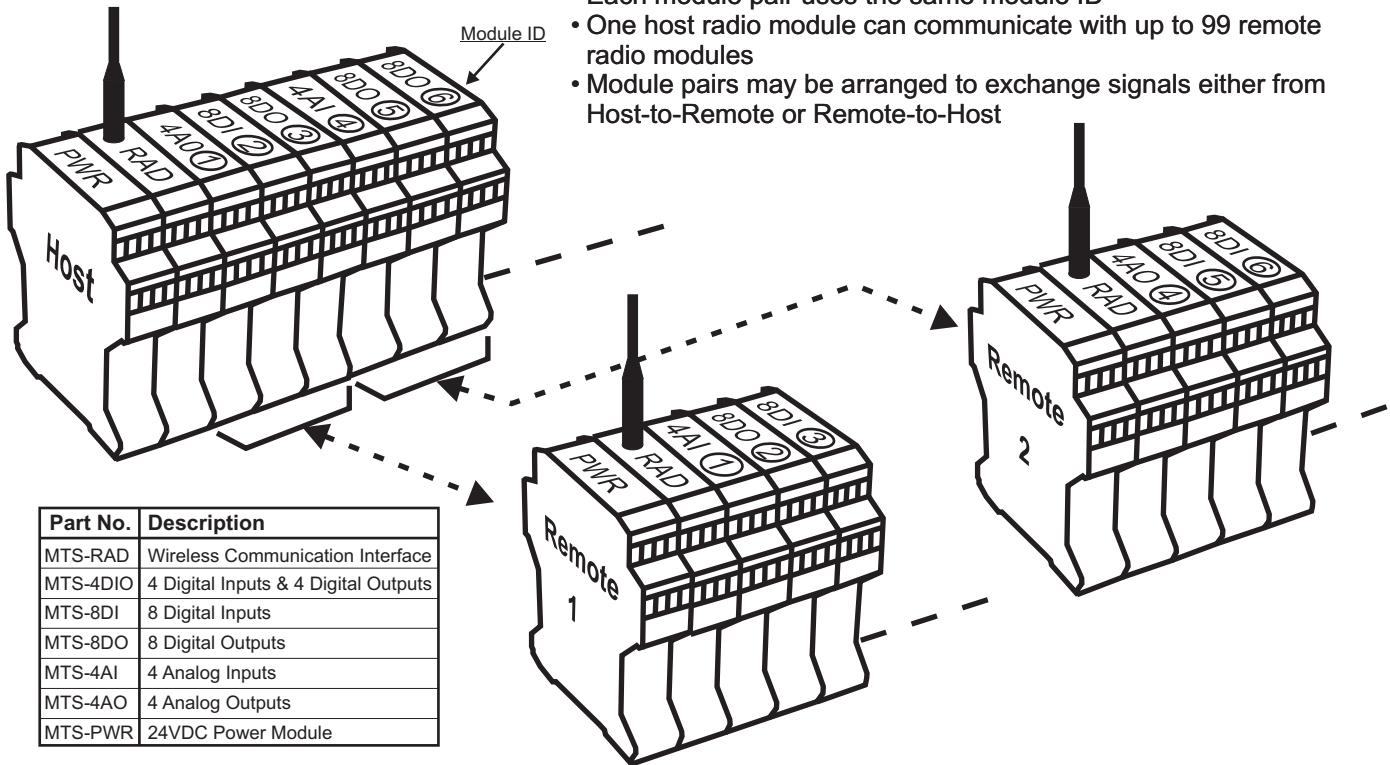 Each module pair uses the same module ID
• One host radio module can communicate with up to 99 remote
radio modules
• Module pairs may be arranged to exchange signals either from
Host-to-Remote or Remote-to-Host
Module ID
PWR
RAD
4A0 1
8DI 2
8DO 3
4AI 4
8DO 5
8DO 6
Host
PWR
RAD
4AI 1
8DO 2
8DI 3
Remote
1
PWR
RAD
4AO 4
8DI 5
8DI 6
Remote
2
Part No. Description
MTS-RAD Wireless Communication Interface
MTS-4DIO 4 Digital Inputs & 4 Digital Outputs
MTS-8DI 8 Digital Inputs
MTS-8DO 8 Digital Outputs
MTS-4AI 4 Analog Inputs
MTS-4AO 4 Analog Outputs
MTS-PWR 24VDC Power Module